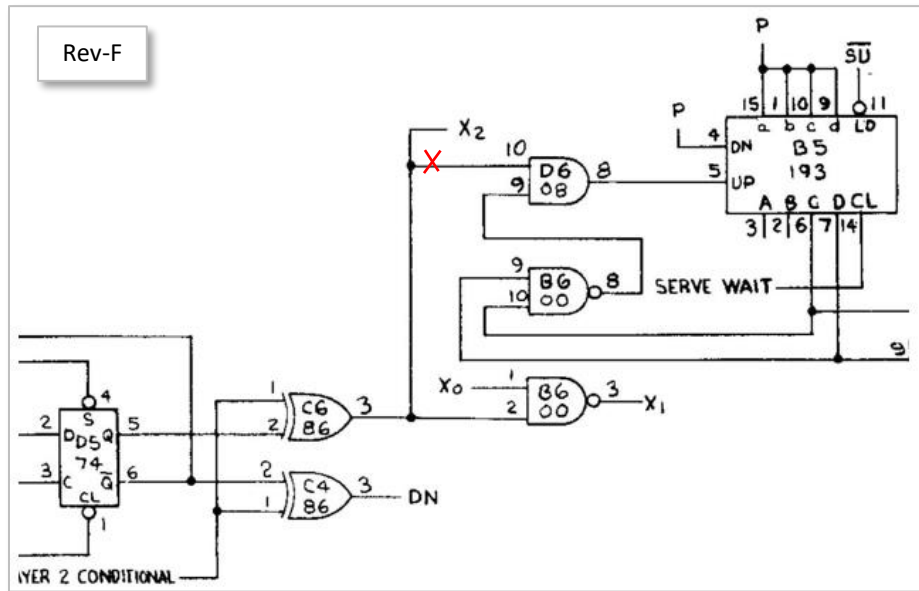 Rev-F
P
SU
15 1 10 9 11
a b c d LD
P
4 DN
B5
193
5 UP
A B C D CL
3 2 6 7 14
X2
X
10
9
D6
08
8
9
10
B6
00
8
SERVE WAIT
X0
1
2
B6
00
3
X1
4
S
2 D D5 Q 5
74
3 C Q 6
CL
1
1
2
C6
86
3
2
1
C4
86
3
DN
AYER 2 CONDITIONAL